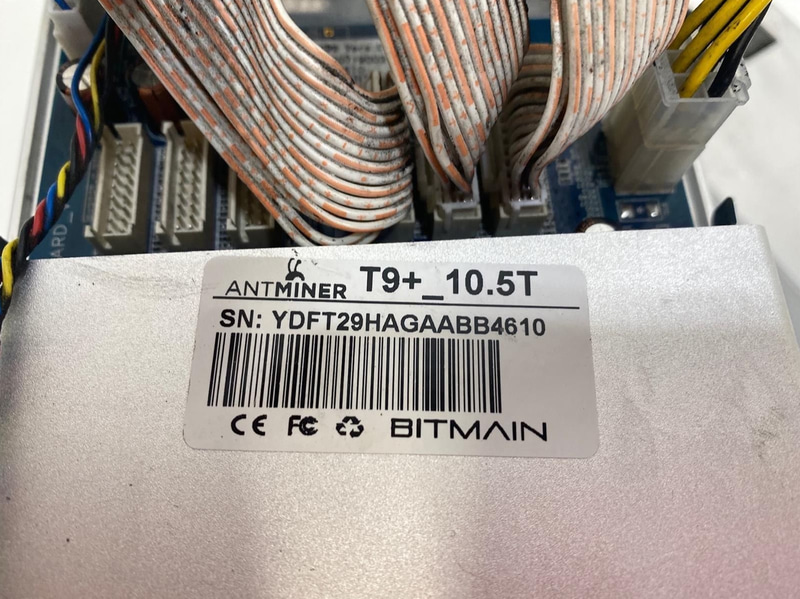 ANTMINER T9+_10.5T
SN: YDFT29HAGAABB4610
CE FC BITMAIN